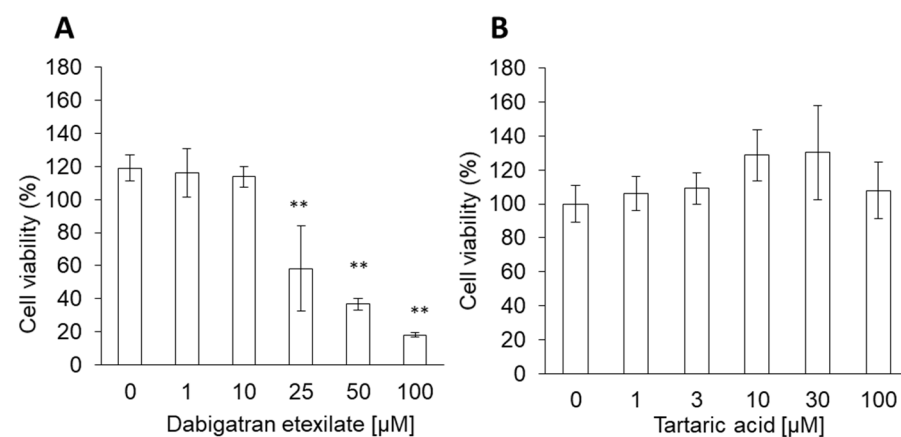 A
Cell viability (%)
180
160
140
120
100
80
60
40
20
0
**
**
**
0 1 10 25 50 100
Dabigatran etexilate [µM]
B
Cell viability (%)
180
160
140
120
100
80
60
40
20
0
0 1 3 10 30 100
Tartaric acid [µM]